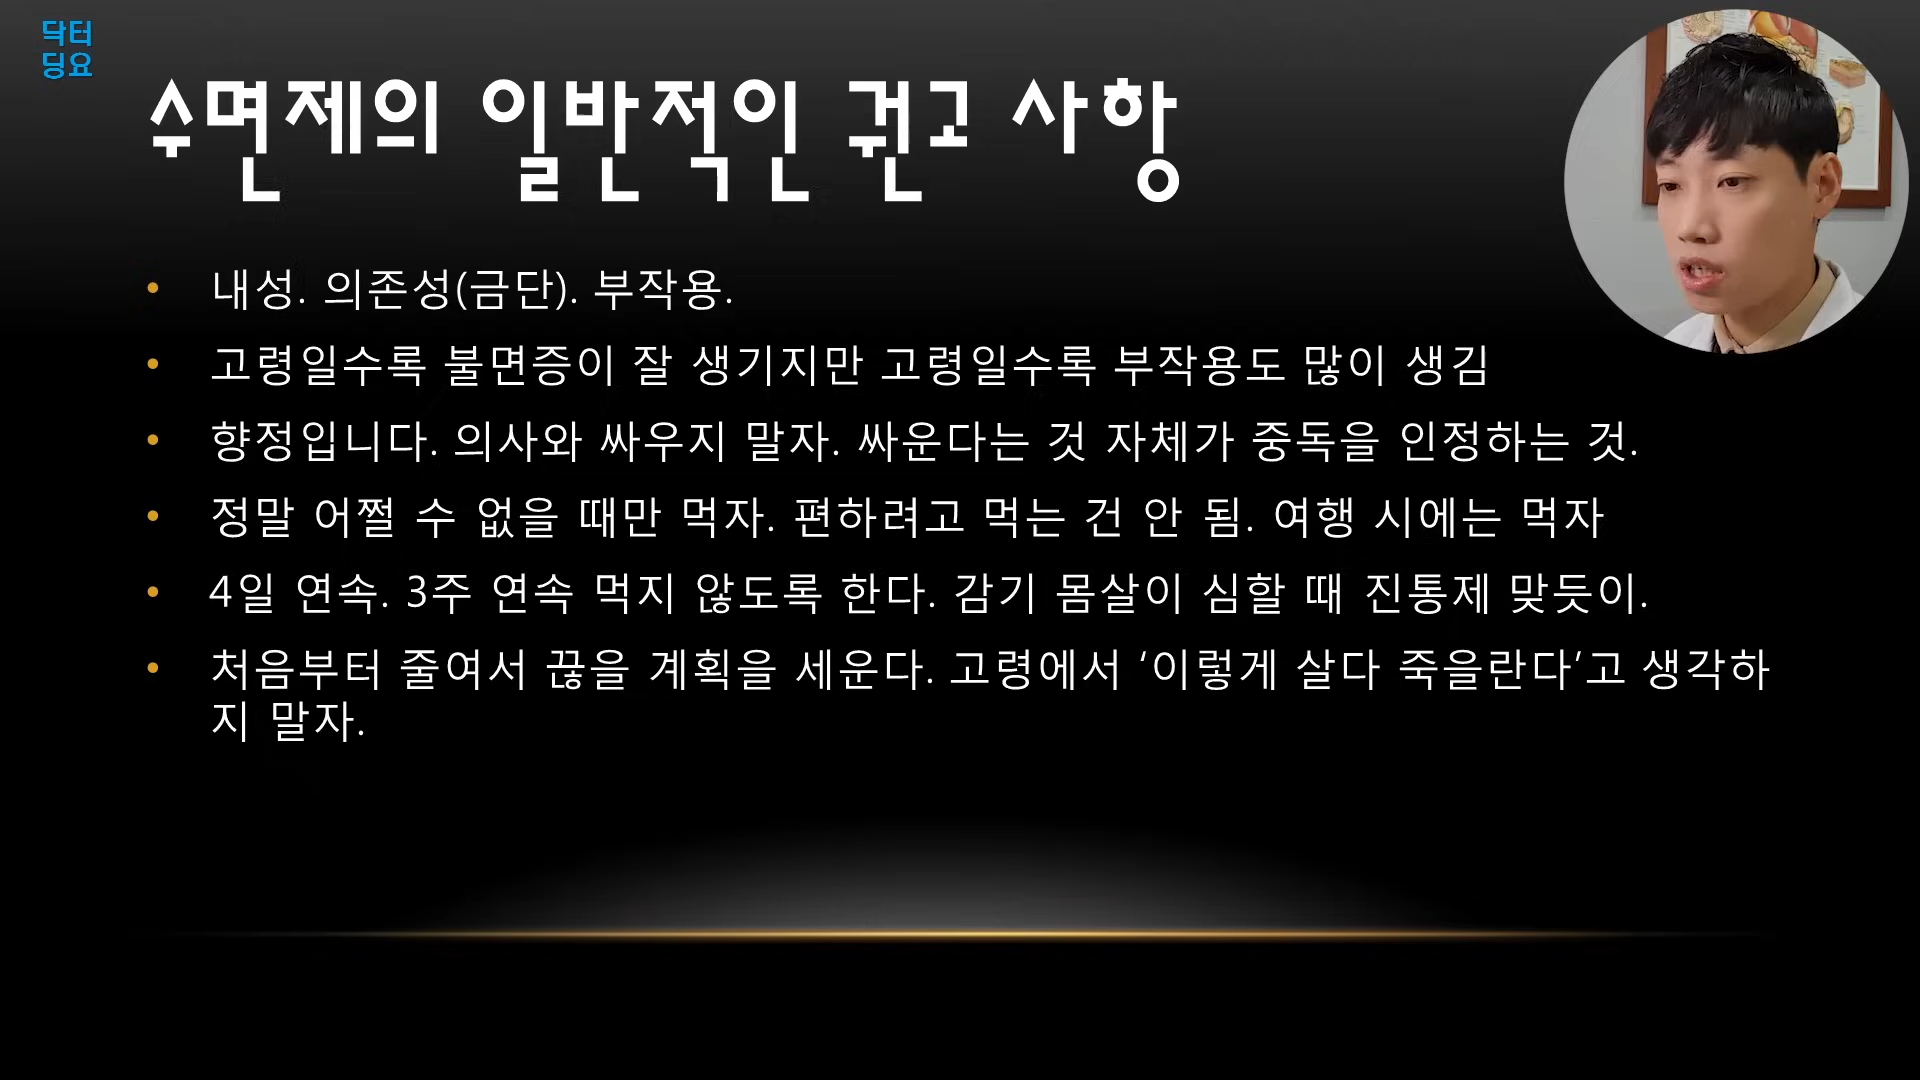 닥터
딩요
수면제의 일반적인 권고 사항
• 내성. 의존성(금단). 부작용.
• 고령일수록 불면증이 잘 생기지만 고령일수록 부작용도 많이 생김
• 향정입니다. 의사와 싸우지 말자. 싸운다는 것 자체가 중독을 인정하는 것.
• 정말 어쩔 수 없을 때만 먹자. 편하려고 먹는 건 안 됨. 여행 시에는 먹자
• 4일 연속. 3주 연속 먹지 않도록 한다. 감기 몸살이 심할 때 진통제 맞듯이.
• 처음부터 줄여서 끊을 계획을 세운다. 고령에서 ‘이렇게 살다 죽을란다’고 생각하
지 말자.